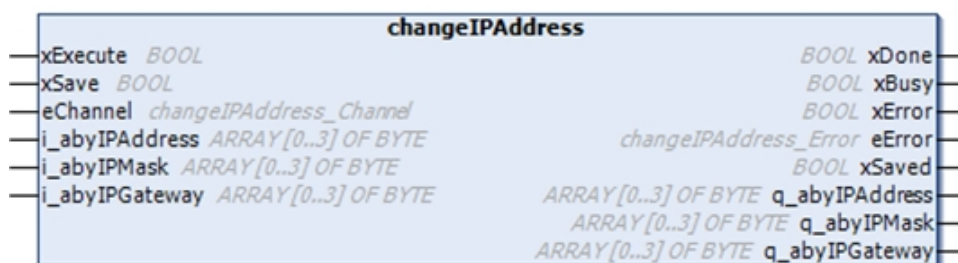 changeIPAddress
xExecute BOOL BOOL xDone
xSave BOOL BOOL xBusy
eChannel changeIPAddress_Channel BOOL xError
i_abyIPAddress ARRAY [0..3] OF BYTE changeIPAddress_Error eError
i_abyIPMask ARRAY [0..3] OF BYTE BOOL xSaved
i_abyIPGateway ARRAY [0..3] OF BYTE ARRAY [0..3] OF BYTE q_abyIPAddress
ARRAY [0..3] OF BYTE q_abyIPMask
ARRAY [0..3] OF BYTE q_abyIPGateway